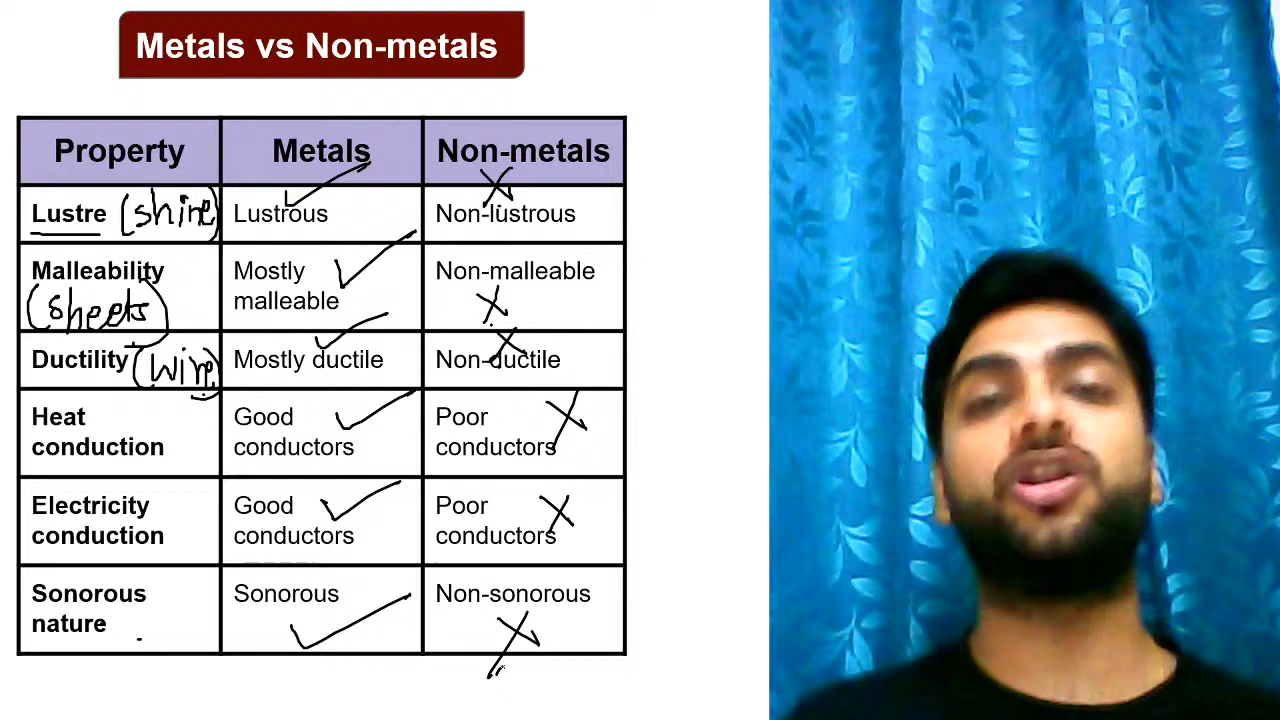 Metals vs Non-metals
Property Metals Non-metals
Lustre (shine) Lustrous Non-lustrous
Malleability Mostly Non-malleable
(sheets) malleable
Ductility (wire) Mostly ductile Non-ductile
Heat Good Poor
conduction conductors conductors
Electricity Good Poor
conduction conductors conductors
Sonorous Sonorous Non-sonorous
nature